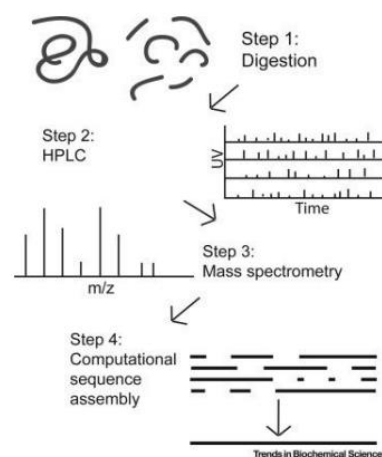 Step 1:
Digestion
Step 2:
HPLC
UV
Time
m/z
Step 3:
Mass spectrometry
Step 4:
Computational
sequence
assembly
Trends in Biochemical Science